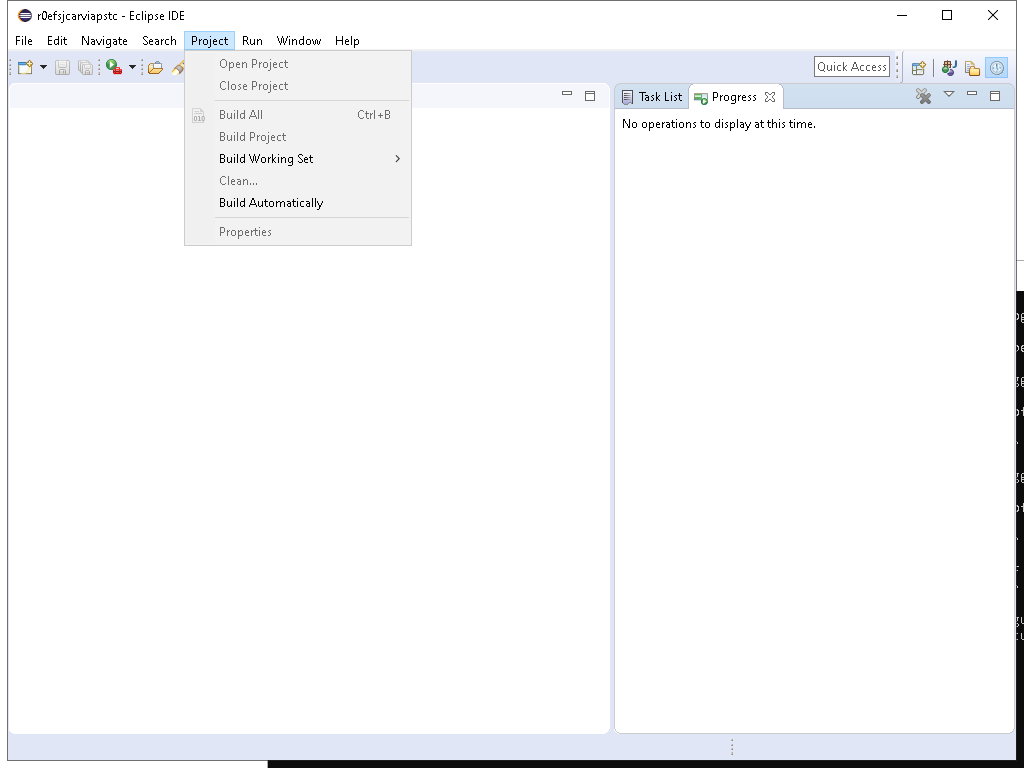 r0efsjcarviapstc - Eclipse IDE
File Edit Navigate Search Project Run Window Help
Quick Access
Open Project
Close Project
Build All Ctrl+B
Build Project
Build Working Set
Clean...
Build Automatically
Properties
Task List Progress
No operations to display at this time.